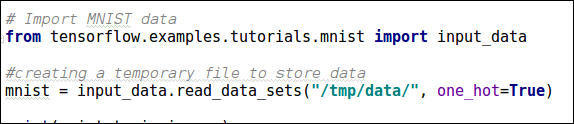 # Import MNIST data
from tensorflow.examples.tutorials.mnist import input_data
#creating a temporary file to store data
mnist = input_data.read_data_sets("/tmp/data/", one_hot=True)